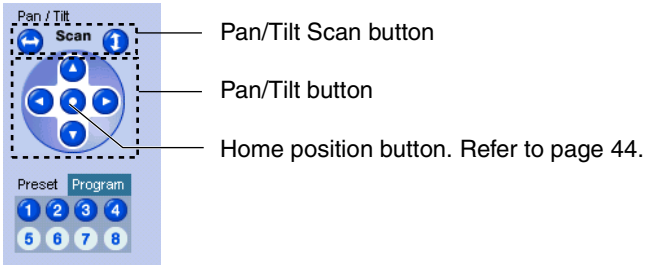 Pan / Tilt
Scan
Pan/Tilt Scan button
Pan/Tilt button
Home position button. Refer to page 44.
Preset Program
1 2 3 4
5 6 7 8